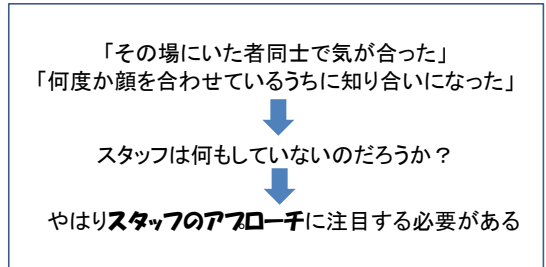 「その場にいた者同士で気が合った」
「何度か顔を合わせているうちに知り合いになった」
スタッフは何もしていないのだろうか？
やはりスタッフのアプローチに注目する必要がある